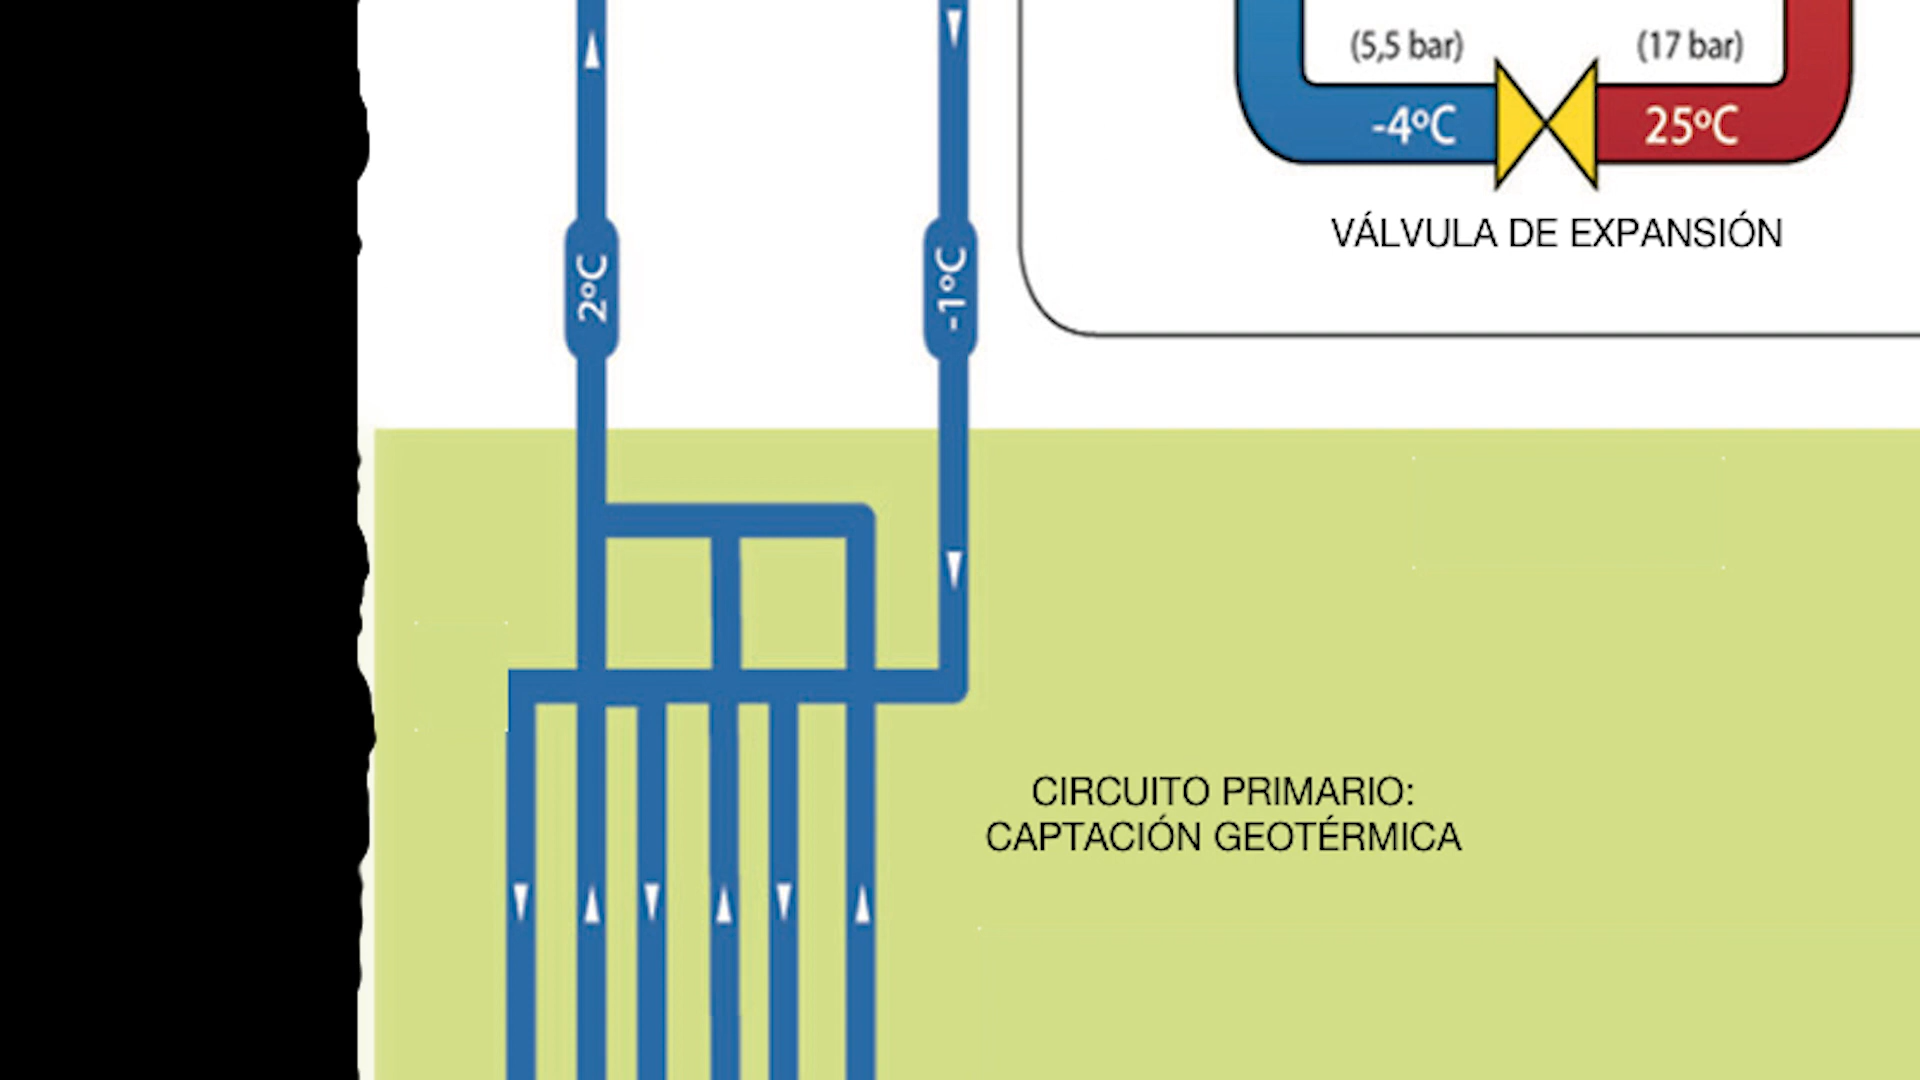 (5,5 bar) (17 bar)
-4ºC 25ºC
VÁLVULA DE EXPANSIÓN
2ºC
-1ºC
CIRCUITO PRIMARIO:
CAPTACIÓN GEOTÉRMICA